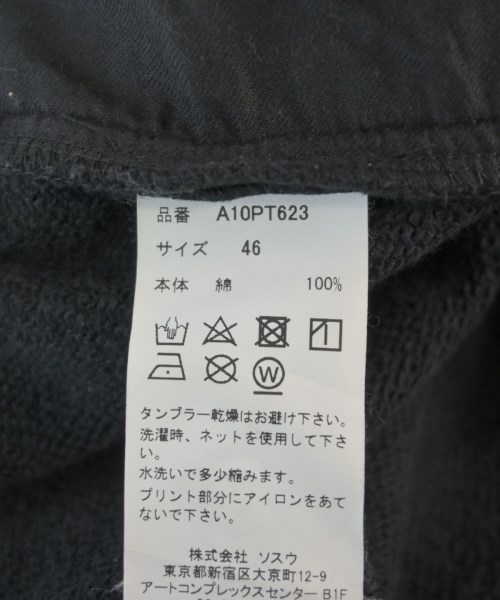 品番 A10PT623
サイズ 46
本体 綿 100%
W
タンブラー乾燥はお避け下さい。
洗濯時、ネットを使用して下さ
い。
水洗いで多少縮みます。
プリント部分にアイロンをあて
ないで下さい。
株式会社 ソスウ
東京都新宿区大京町12-9
アートコンプレックスセンター B1F